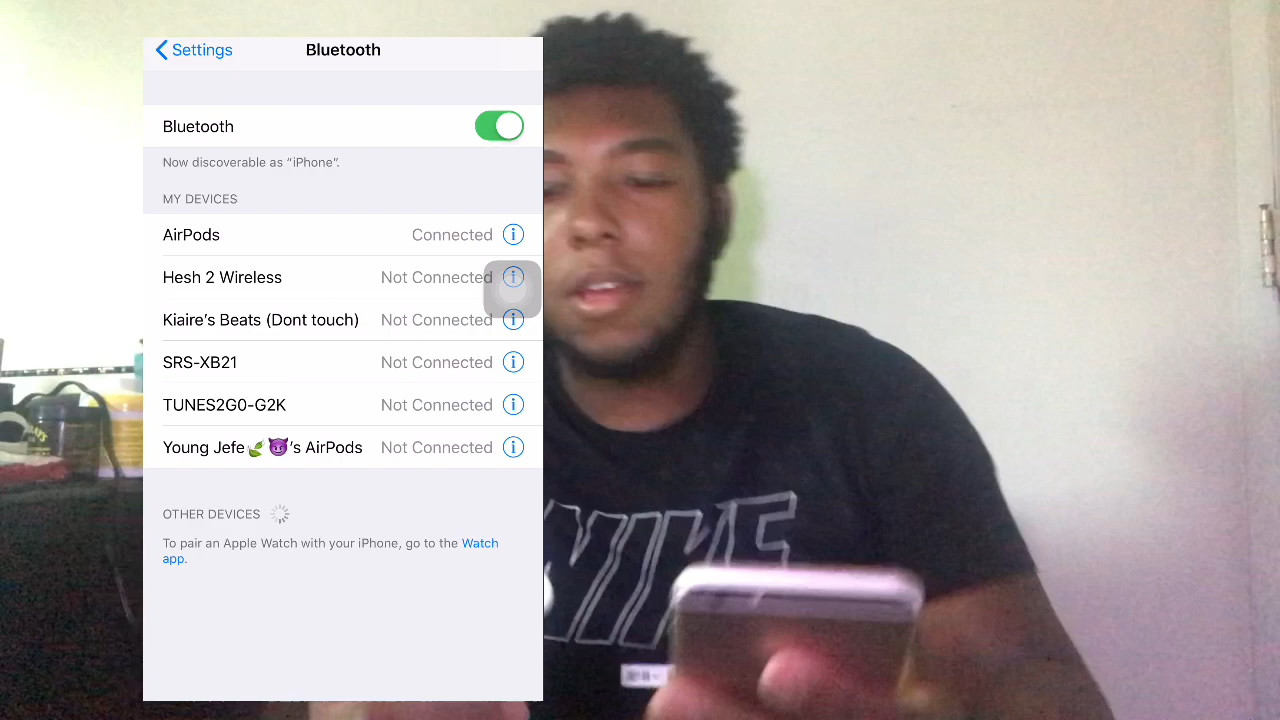 Settings
Bluetooth
Bluetooth
Now discoverable as “iPhone”.
MY DEVICES
AirPods Connected
Hesh 2 Wireless Not Connected
Kiaire’s Beats (Dont touch) Not Connected
SRS-XB21 Not Connected
TUNES2G0-G2K Not Connected
Young Jefe🍃😈’s AirPods Not Connected
OTHER DEVICES
To pair an Apple Watch with your iPhone, go to the Watch
app.
NIKE